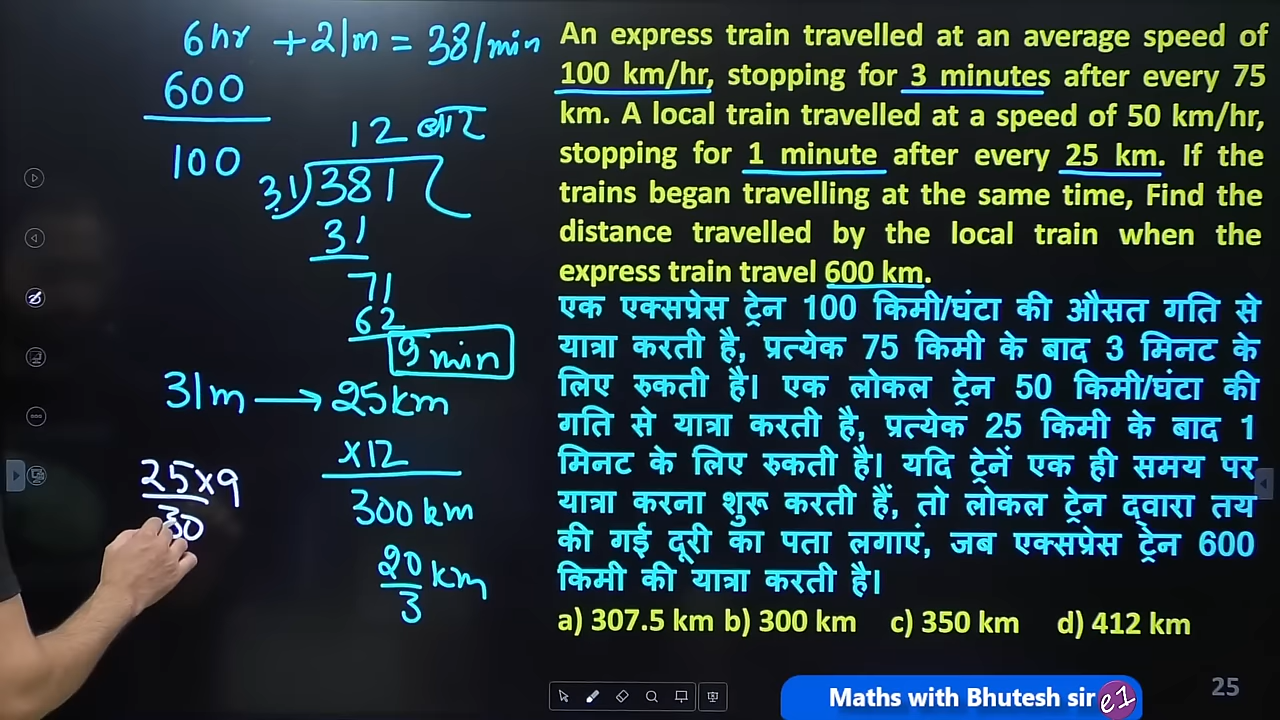 6hr + 21m = 381min
600
100
12 बार
31)381(
31
71
62
9 min
31m → 25km
×12
300 km
20/3 km
25×9
30
An express train travelled at an average speed of
100 km/hr, stopping for 3 minutes after every 75
km. A local train travelled at a speed of 50 km/hr,
stopping for 1 minute after every 25 km. If the
trains began travelling at the same time, Find the
distance travelled by the local train when the
express train travel 600 km.
एक एक्सप्रेस ट्रेन 100 किमी/घंटा की औसत गति से
यात्रा करती है, प्रत्येक 75 किमी के बाद 3 मिनट के
लिए रुकती है। एक लोकल ट्रेन 50 किमी/घंटा की
गति से यात्रा करती है, प्रत्येक 25 किमी के बाद 1
मिनट के लिए रुकती है। यदि ट्रेनें एक ही समय पर
यात्रा करना शुरू करती हैं, तो लोकल ट्रेन द्वारा तय
की गई दूरी का पता लगाएं, जब एक्सप्रेस ट्रेन 600
किमी की यात्रा करती है।
a) 307.5 km b) 300 km c) 350 km d) 412 km
Maths with Bhutesh sir e1
25